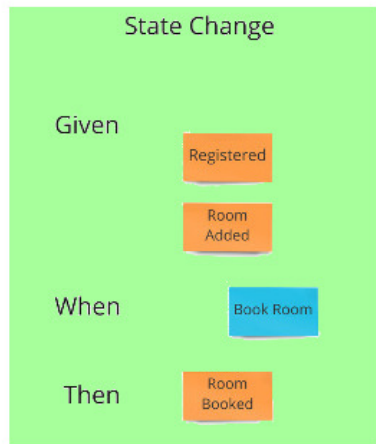 State Change
Given
Registered
Room
Added
When
Book Room
Then
Room
Booked